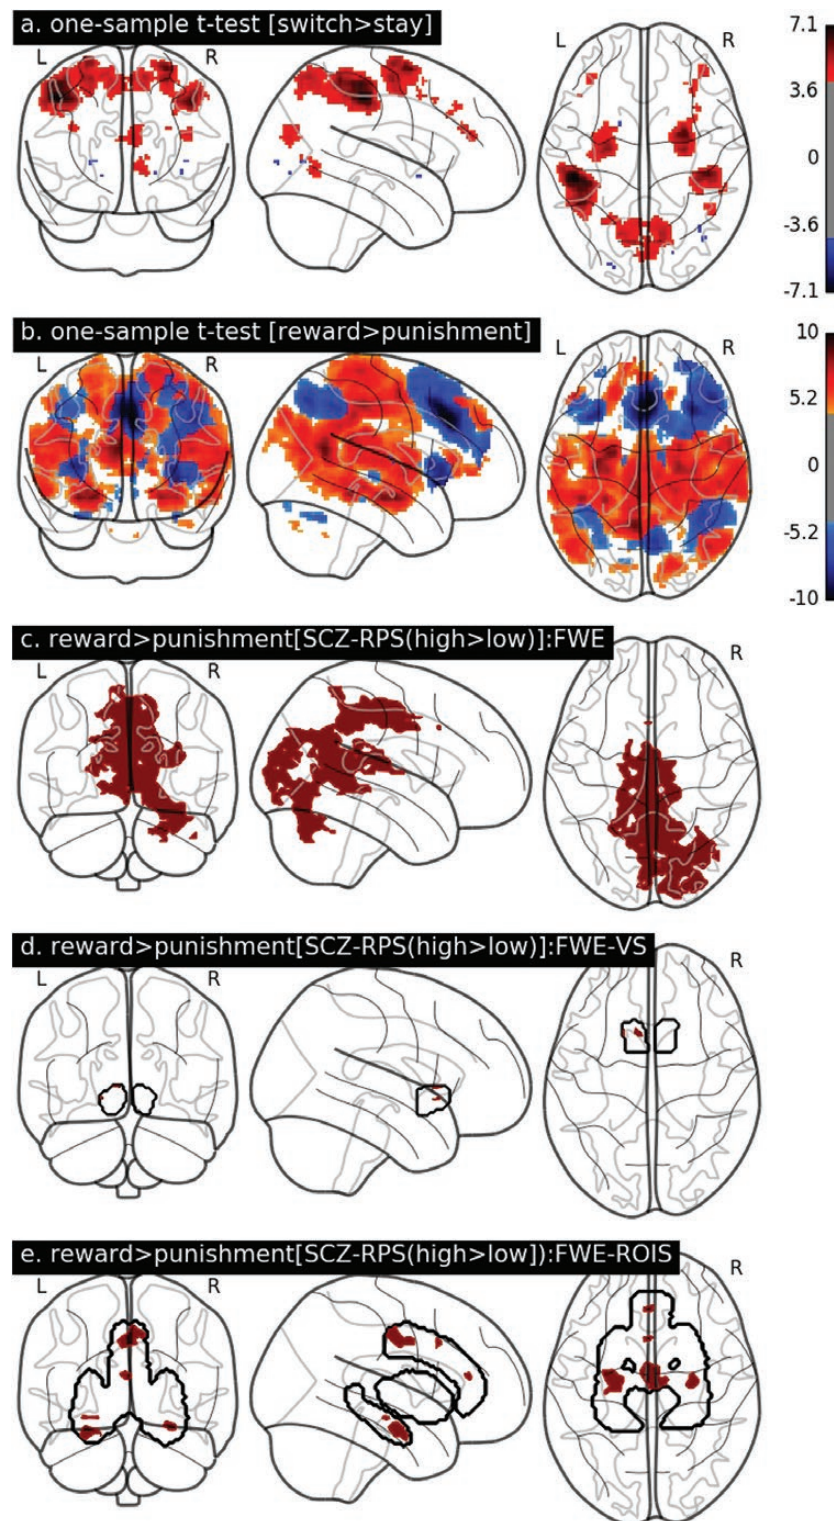 a. one-sample t-test [switch>stay]
L R L R
7.1
3.6
0
-3.6
-7.1
b. one-sample t-test [reward>punishment]
L R L R
10
5.2
0
-5.2
-10
c. reward>punishment[SCZ-RPS(high>low)]:FWE
L R R
d. reward>punishment[SCZ-RPS(high>low)]:FWE-VS
L R R
e. reward>punishment[SCZ-RPS(high>low]):FWE-ROIS
L R R